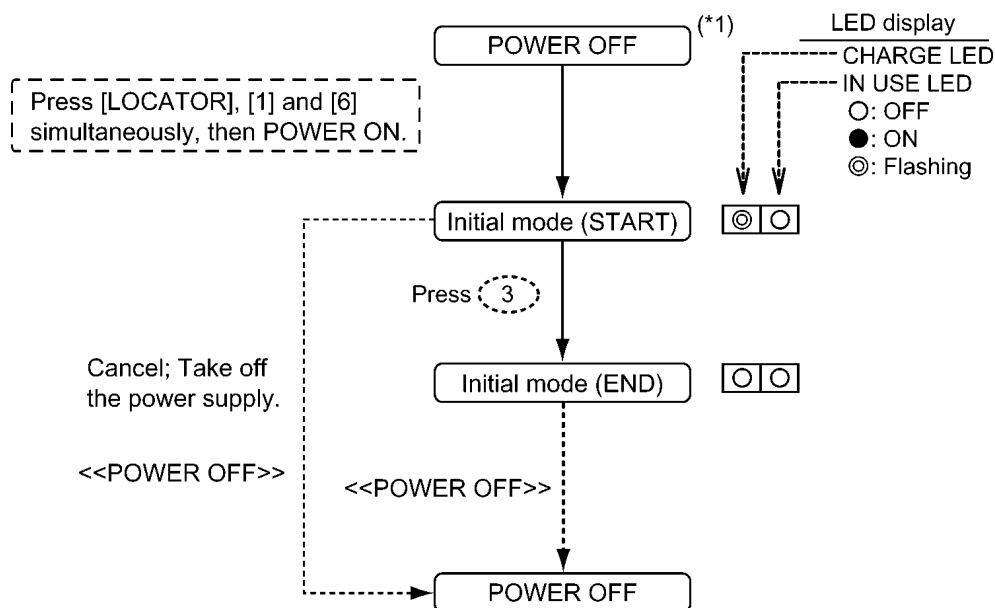 POWER OFF
(*1)
LED display
CHARGE LED
IN USE LED
○: OFF
●: ON
◎: Flashing
Press [LOCATOR], [1] and [6]
simultaneously, then POWER ON.
Initial mode (START)
Press 3
Cancel; Take off
the power supply.
Initial mode (END)
<<POWER OFF>>
<<POWER OFF>>
POWER OFF